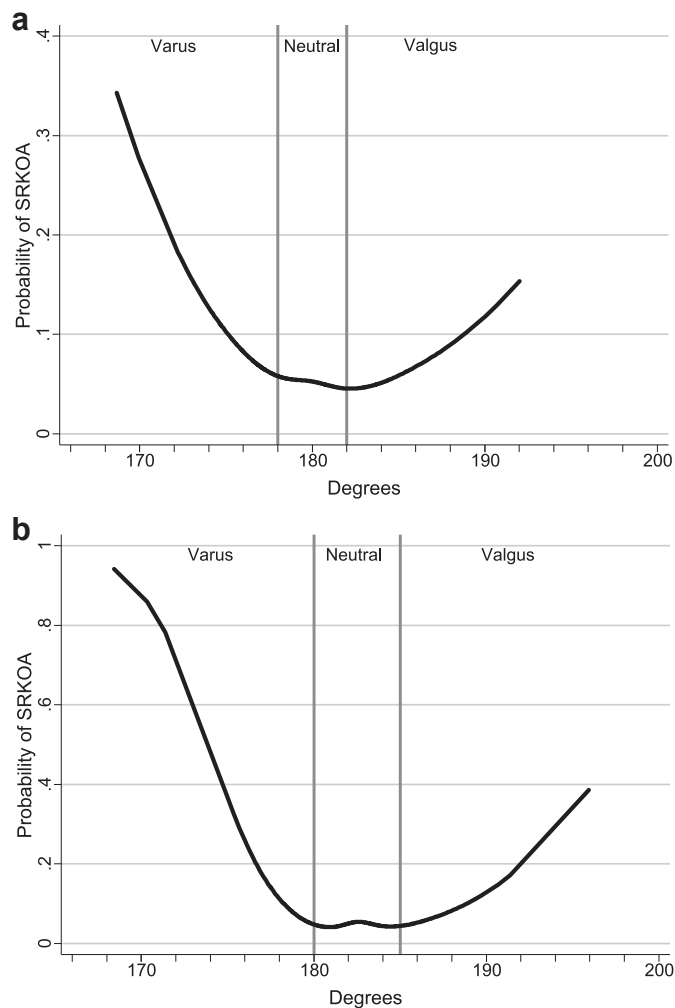 a
Varus Neutral Valgus
.4
.3
.2
.1
0
Probability of SRKOA
170 180 190 200
Degrees
b
Varus Neutral Valgus
1
.8
.6
.4
.2
0
Probability of SRKOA
170 180 190 200
Degrees